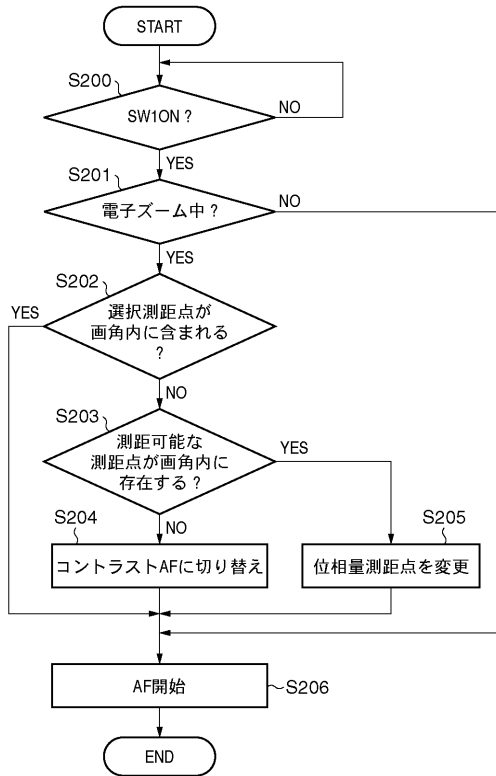 START
S200
SW1ON?
NO
YES
S201
電子ズーム中?
NO
YES
S202
選択測距点が
画角内に含まれる
?
YES
NO
S203
測距可能な
測距点が画角内に
存在する?
YES
NO
S204
コントラストAFに切り替え
S205
位相量測距点を変更
AF開始
S206
END